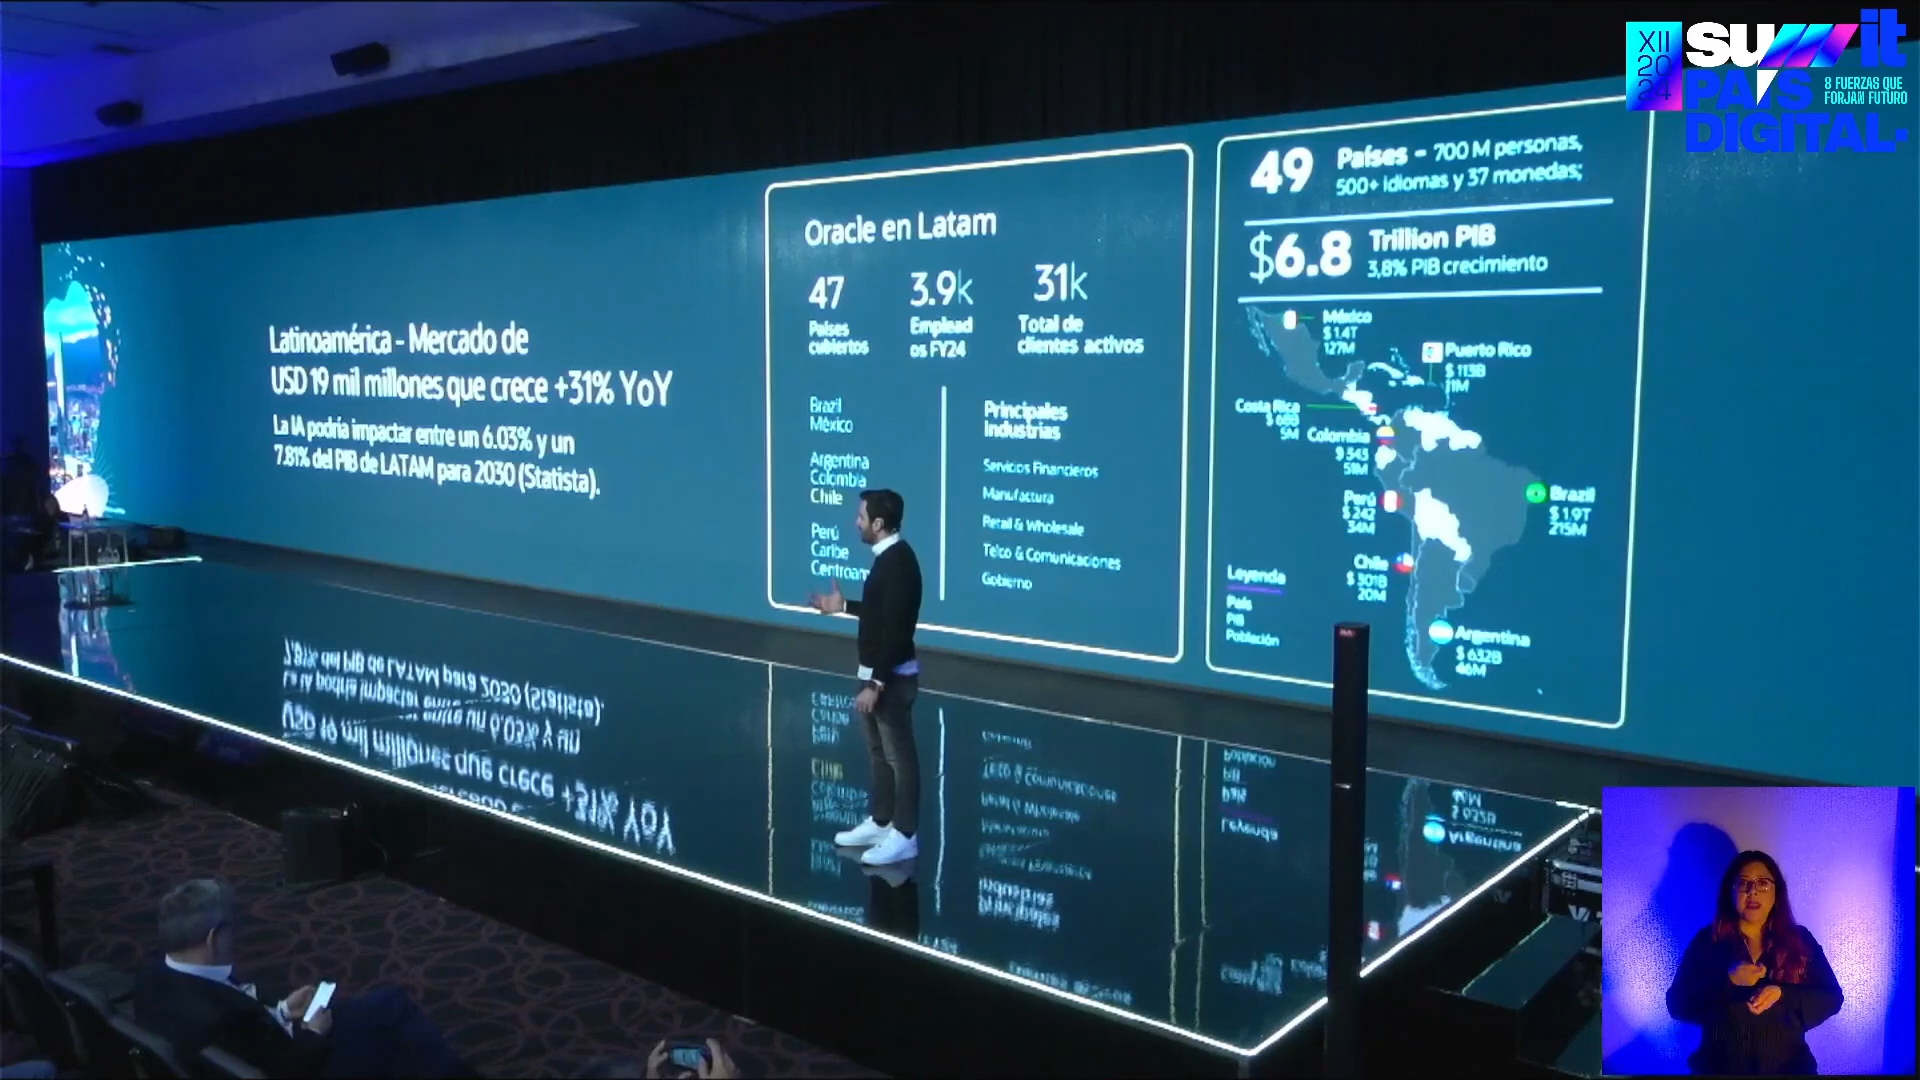 XII
20
24
summit
PAÍS
DIGITAL
8 FUERZAS QUE
FORJAN FUTURO
Latinoamérica - Mercado de
USD 19 mil millones que crece +31% YoY
La IA podría impactar entre un 6.03% y un
7.81% del PIB de LATAM para 2030 (Statista).
Oracle en Latam
47
Países
cubiertos
3.9k
Emplead
os FY24
31k
Total de
clientes activos
Brazil
México
Argentina
Colombia
Chile
Perú
Caribe
Centroam
Principales
Industrias
Servicios Financieros
Manufactura
Retail & Wholesale
Telco & Comunicaciones
Gobierno
49 Países - 700 M personas,
500+ idiomas y 37 monedas;
$6.8 Trillion PIB
3,8% PIB crecimiento
México
$ 1.4T
127M
Puerto Rico
$ 113B
Costa Rica
5M
Colombia
$ 343
51M
Perú
$ 242
34M
Brazil
$ 1.9T
215M
Chile
$ 301B
20M
Argentina
$ 632B
46M
Leyenda
País
PIB
Población